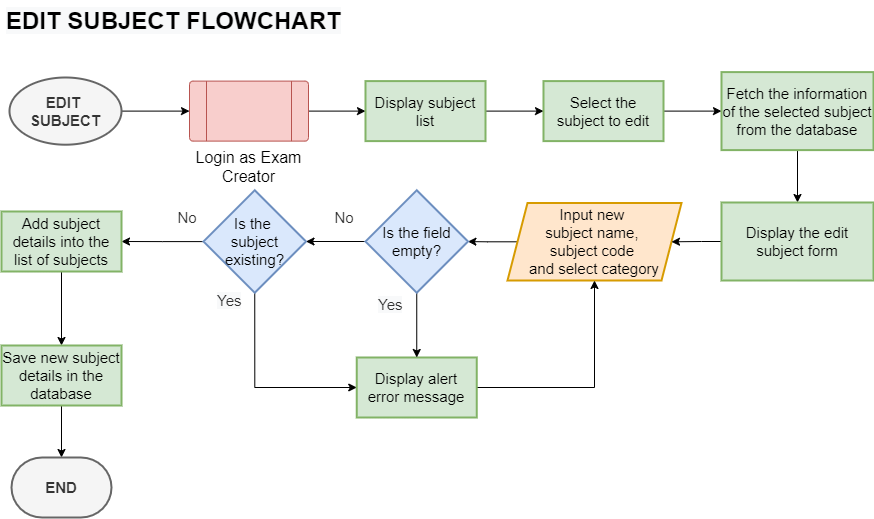 EDIT SUBJECT FLOWCHART
EDIT
SUBJECT
Login as Exam
Creator
Display subject
list
Select the
subject to edit
Fetch the information
of the selected subject
from the database
Display the edit
subject form
Input new
subject name,
subject code
and select category
Is the field
empty?
No
Yes
Is the
subject
existing?
No
Yes
Display alert
error message
Add subject
details into the
list of subjects
Save new subject
details in the
database
END